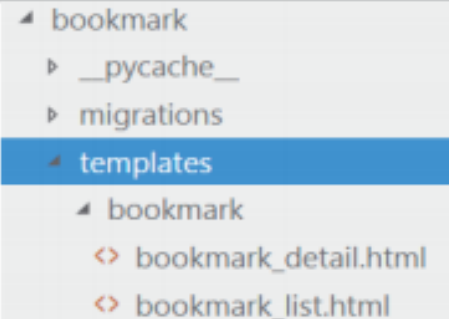 bookmark
__pycache__
migrations
templates
bookmark
bookmark_detail.html
bookmark_list.html